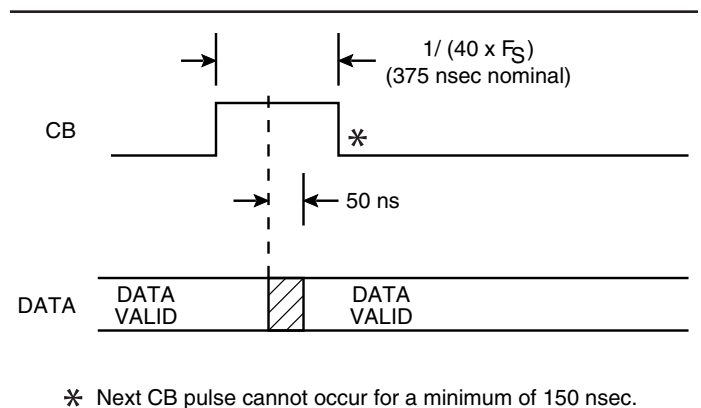 1/ (40 x FS)
(375 nsec nominal)
CB
*
50 ns
DATA
DATA VALID
DATA VALID
* Next CB pulse cannot occur for a minimum of 150 nsec.